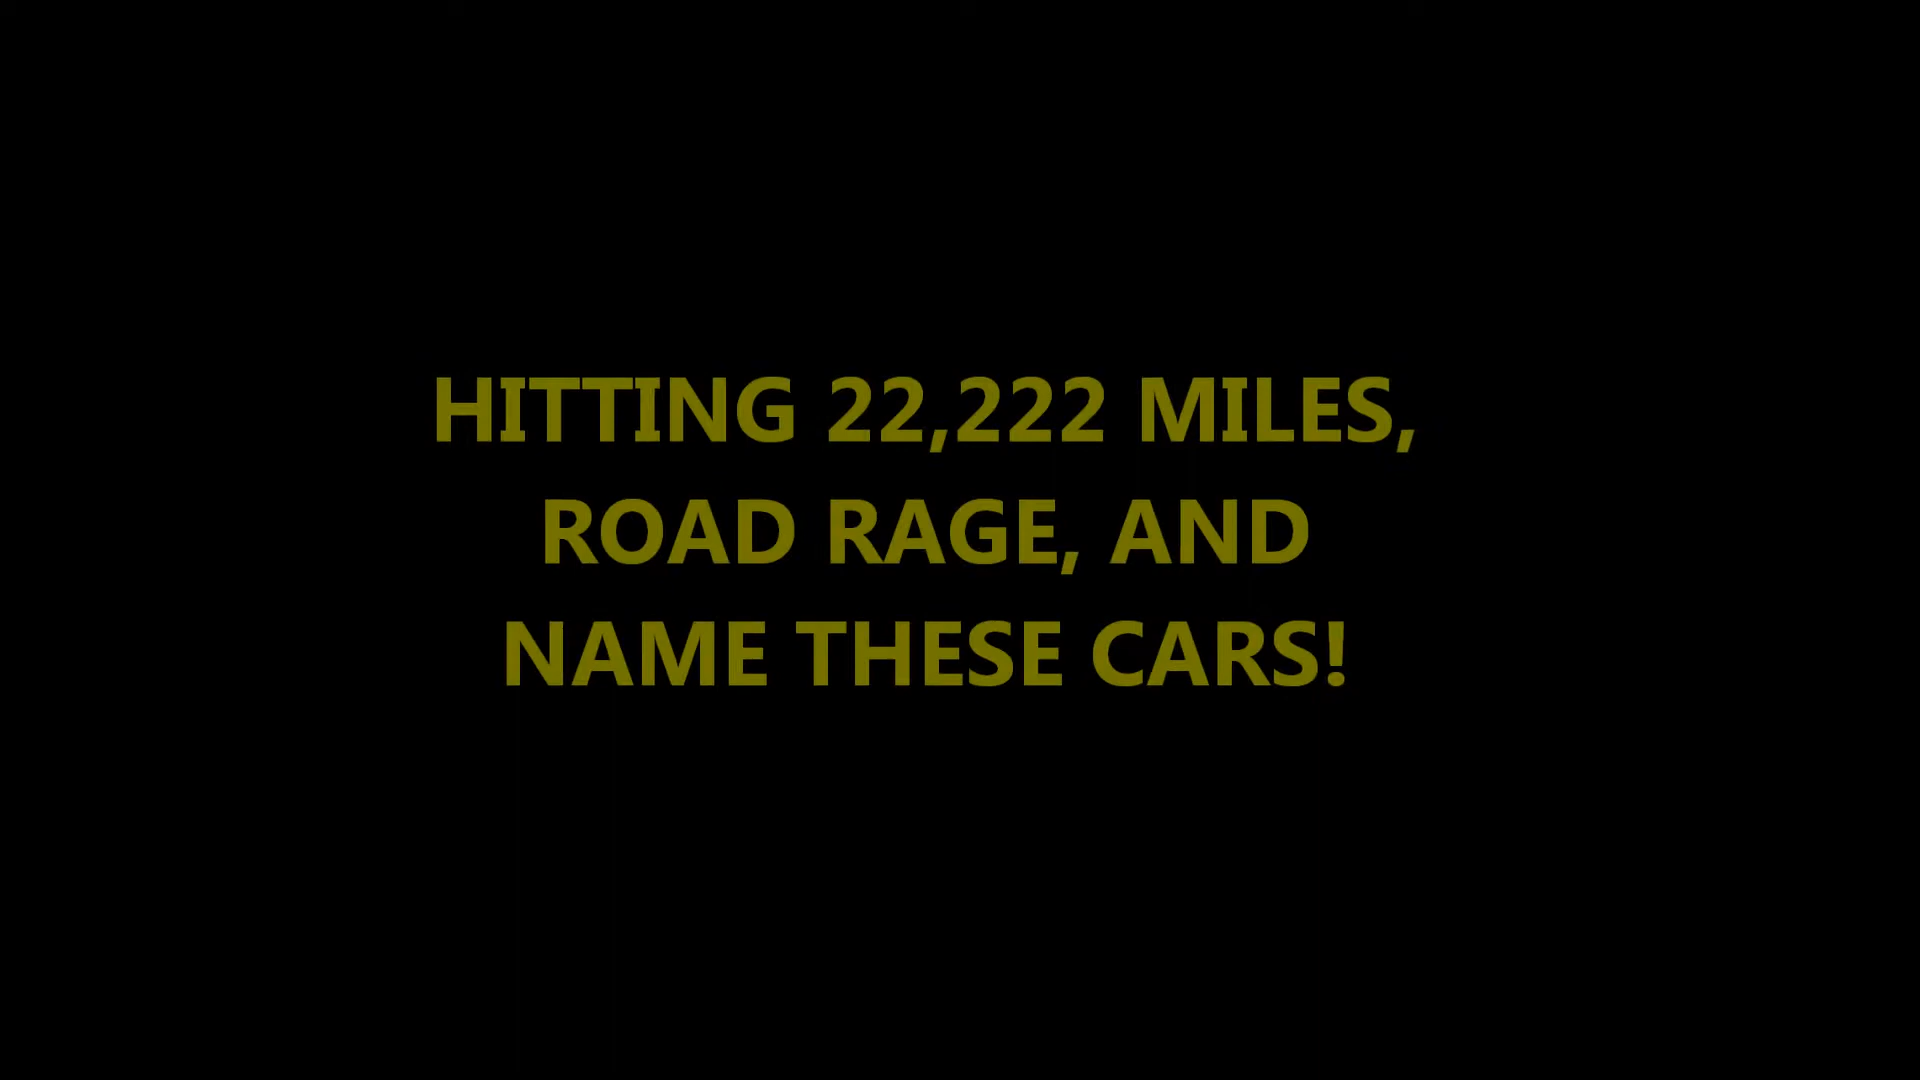 HITTING 22,222 MILES,
ROAD RAGE, AND
NAME THESE CARS!